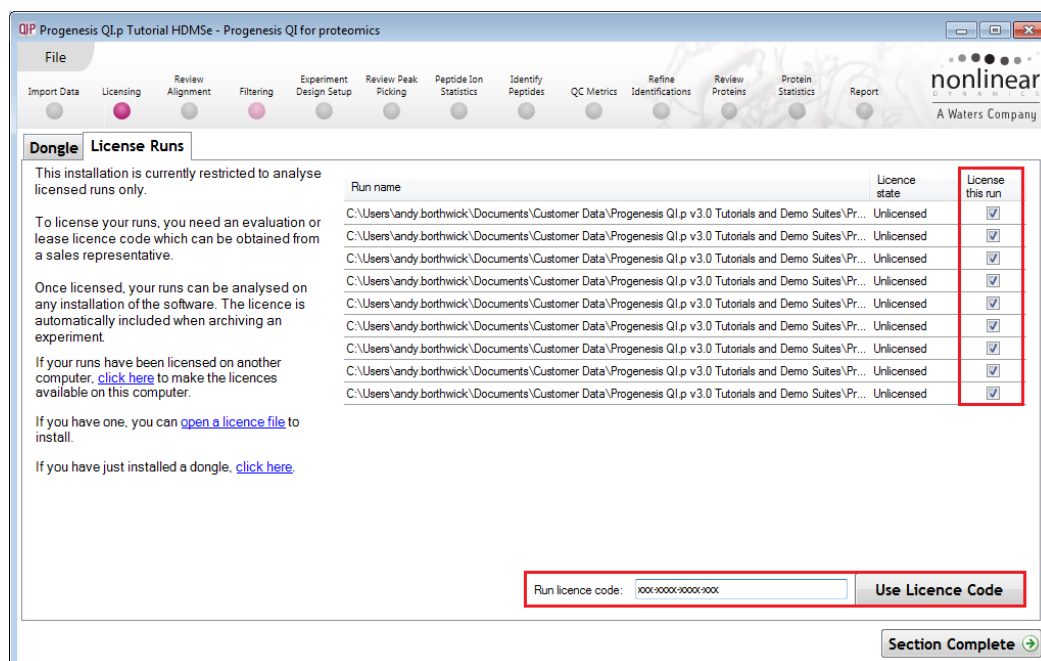 QIP Progenesis QI.p Tutorial HDMSe - Progenesis QI for proteomics
File
Import Data
Licensing
Review
Alignment
Filtering
Experiment
Design Setup
Review Peak
Picking
Peptide Ion
Statistics
Identify
Peptides
QC Metrics
Refine
Identifications
Review
Proteins
Protein
Statistics
Report
nonlinear
DYNAMICS
A Waters Company
Dongle
License Runs
This installation is currently restricted to analyse
licensed runs only.
To license your runs, you need an evaluation or
lease licence code which can be obtained from
a sales representative.
Once licensed, your runs can be analysed on
any installation of the software. The licence is
automatically included when archiving an
experiment.
If your runs have been licensed on another
computer, click here to make the licences
available on this computer.
If you have one, you can open a licence file to
install.
If you have just installed a dongle, click here.
Run name
Licence
state
License
this run
C:\Users\andy.borthwick\Documents\Customer Data\Progenesis QI.p v3.0 Tutorials and Demo Suites\Pr... Unlicensed
C:\Users\andy.borthwick\Documents\Customer Data\Progenesis QI.p v3.0 Tutorials and Demo Suites\Pr... Unlicensed
C:\Users\andy.borthwick\Documents\Customer Data\Progenesis QI.p v3.0 Tutorials and Demo Suites\Pr... Unlicensed
C:\Users\andy.borthwick\Documents\Customer Data\Progenesis QI.p v3.0 Tutorials and Demo Suites\Pr... Unlicensed
C:\Users\andy.borthwick\Documents\Customer Data\Progenesis QI.p v3.0 Tutorials and Demo Suites\Pr... Unlicensed
C:\Users\andy.borthwick\Documents\Customer Data\Progenesis QI.p v3.0 Tutorials and Demo Suites\Pr... Unlicensed
C:\Users\andy.borthwick\Documents\Customer Data\Progenesis QI.p v3.0 Tutorials and Demo Suites\Pr... Unlicensed
C:\Users\andy.borthwick\Documents\Customer Data\Progenesis QI.p v3.0 Tutorials and Demo Suites\Pr... Unlicensed
C:\Users\andy.borthwick\Documents\Customer Data\Progenesis QI.p v3.0 Tutorials and Demo Suites\Pr... Unlicensed
Run licence code: xxx-xxxx-xxxx-xxx Use Licence Code
Section Complete